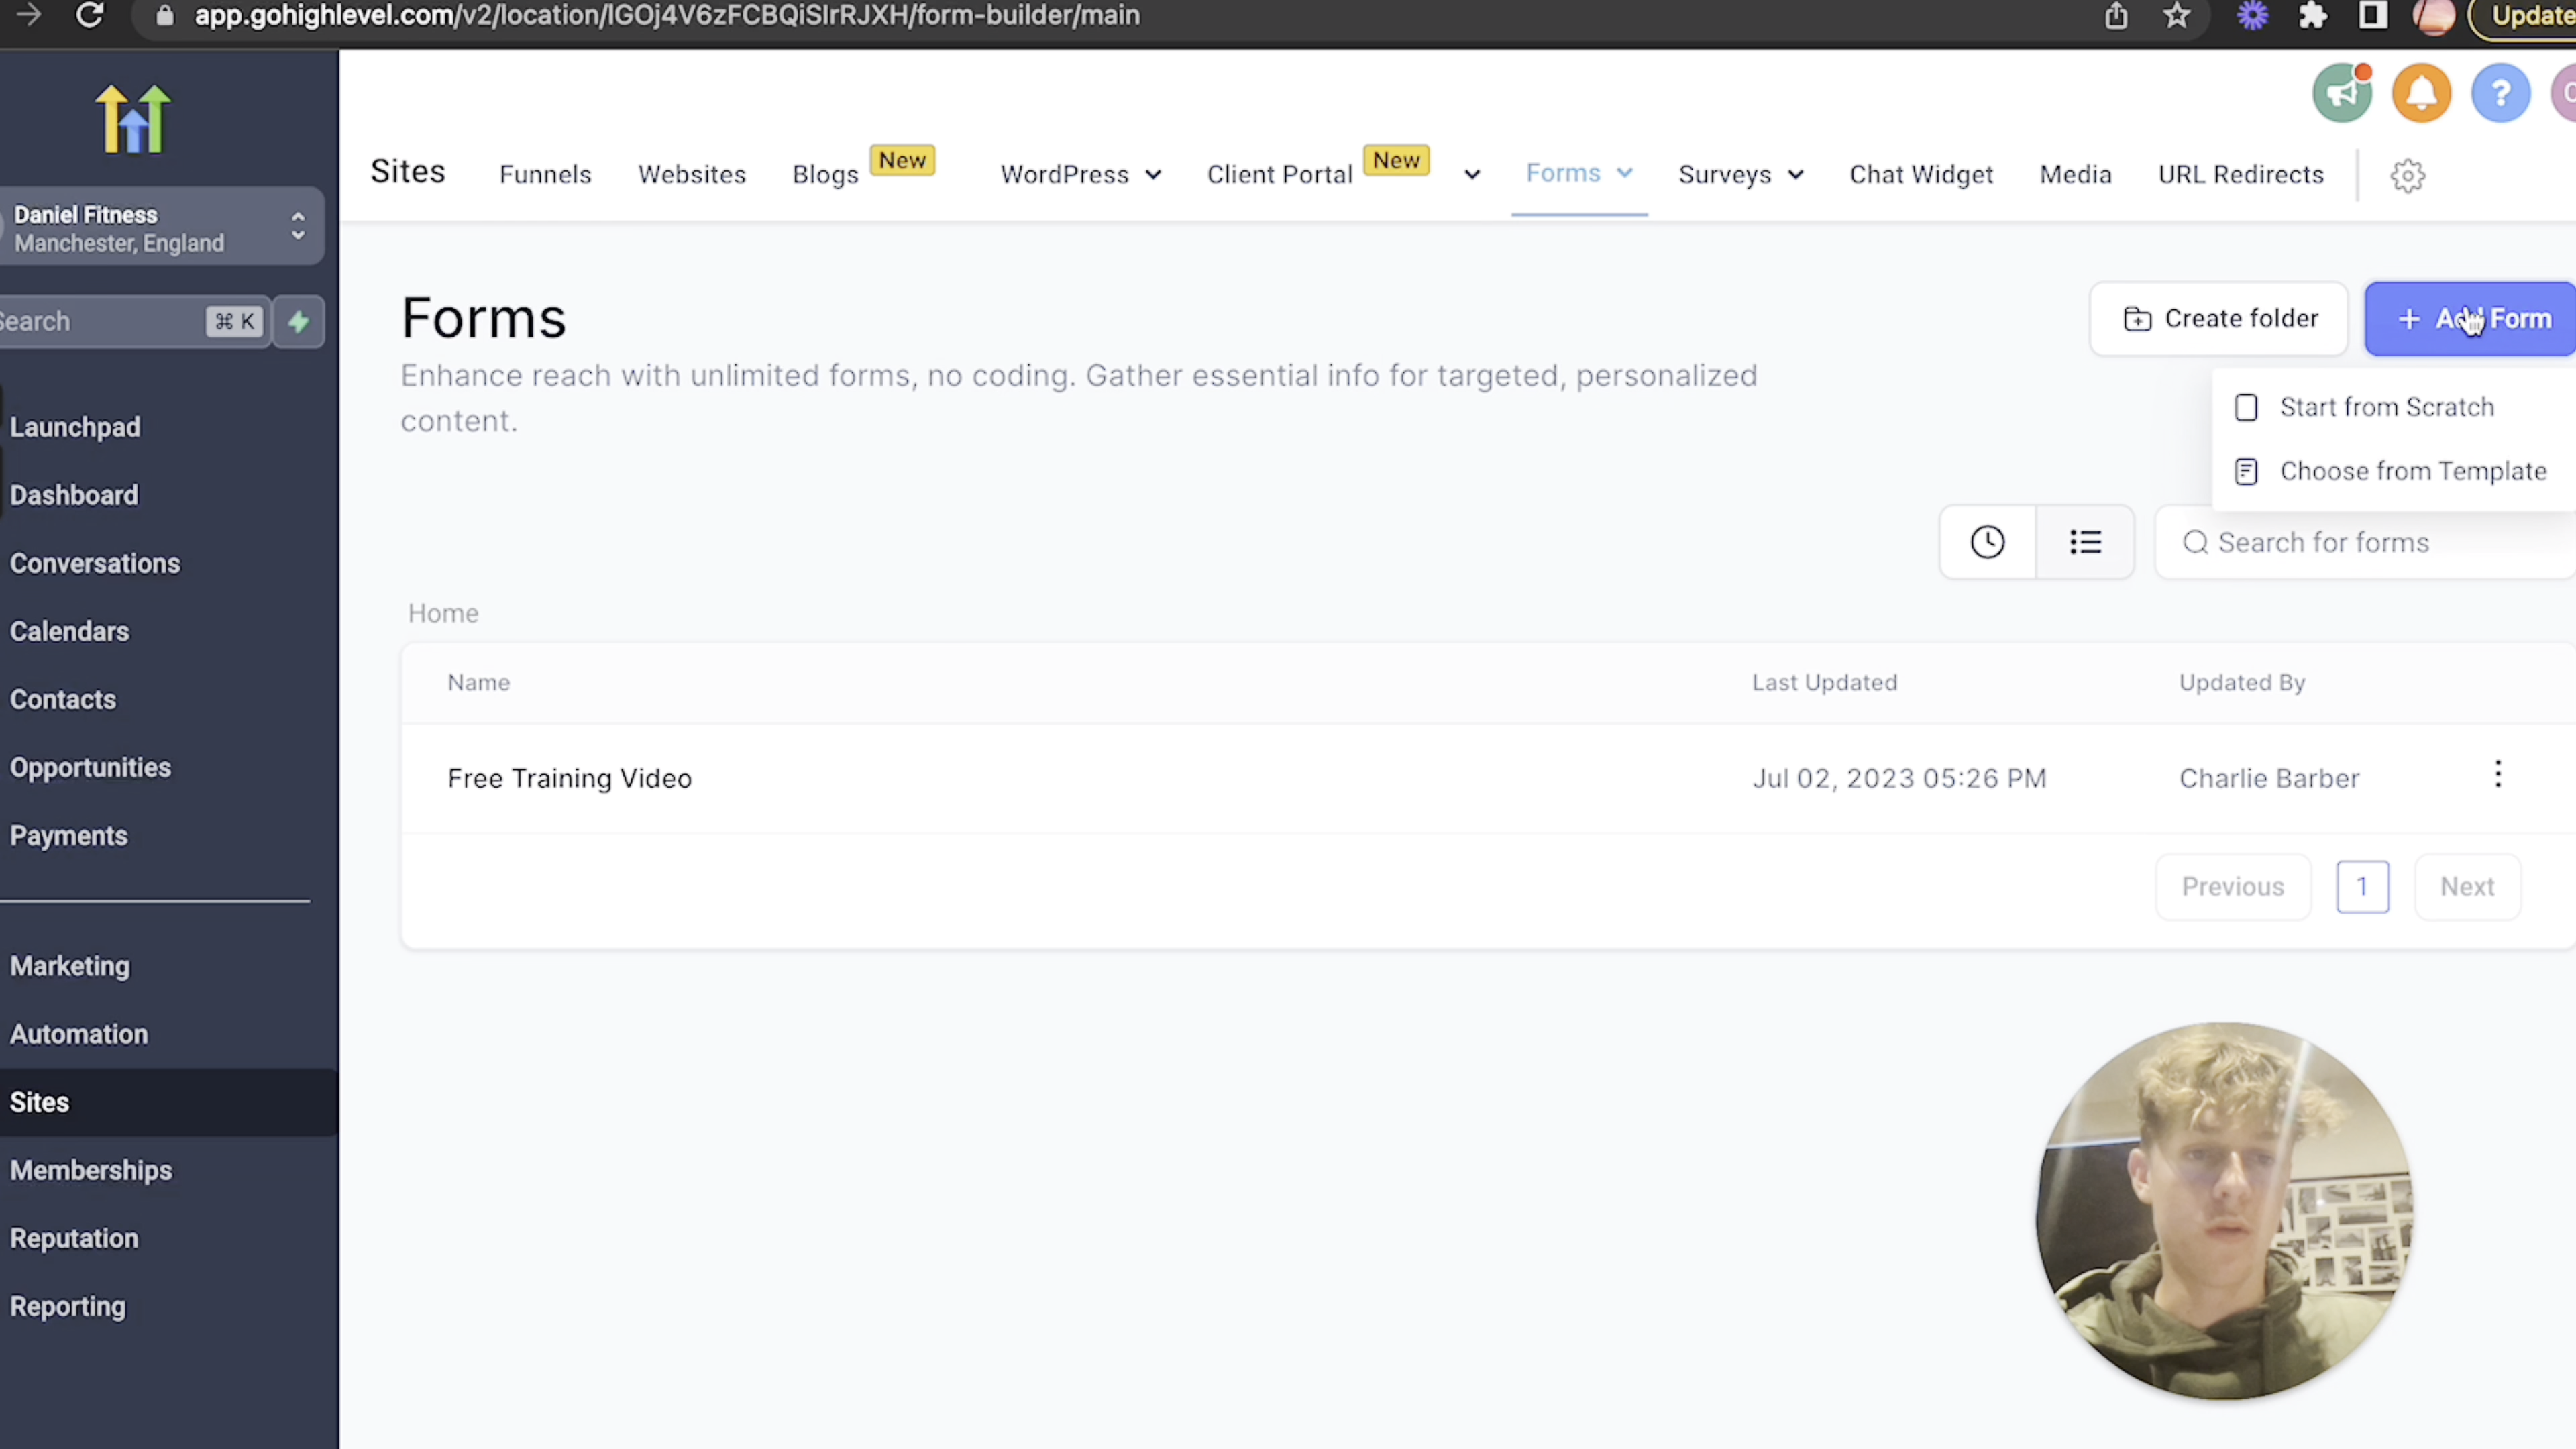 app.gohighlevel.com/v2/location/IGOj4V6zFCBQiSIrRJXH/form-builder/main
Update
Daniel Fitness
Manchester, England
Search
⌘ K
Launchpad
Dashboard
Conversations
Calendars
Contacts
Opportunities
Payments
Marketing
Automation
Sites
Memberships
Reputation
Reporting
Sites Funnels Websites Blogs New WordPress Client Portal New Forms Surveys Chat Widget Media URL Redirects
Forms
Enhance reach with unlimited forms, no coding. Gather essential info for targeted, personalized
content.
Create folder
+ Add Form
Start from Scratch
Choose from Template
Search for forms
Home
Name Last Updated Updated By
Free Training Video Jul 02, 2023 05:26 PM Charlie Barber
Previous 1 Next